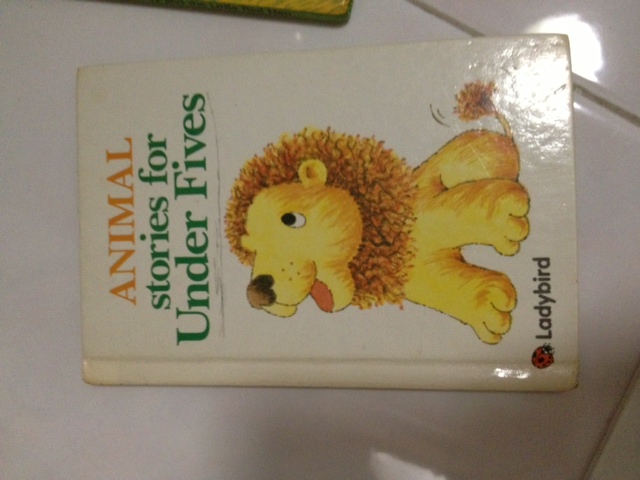 ANIMAL
stories for
Under Fives
Ladybird